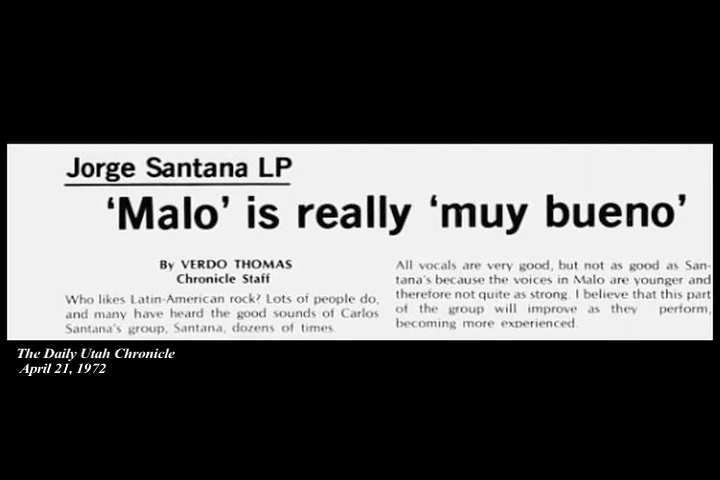 Jorge Santana LP
'Malo' is really 'muy bueno'
By VERDO THOMAS
Chronicle Staff
Who likes Latin-American rock? Lots of people do,
and many have heard the good sounds of Carlos
Santana's group, Santana, dozens of times.
All vocals are very good, but not as good as San-
tana's because the voices in Malo are younger and
therefore not quite as strong. I believe that this part
of the group will improve as they perform,
becoming more experienced.
The Daily Utah Chronicle
April 21, 1972